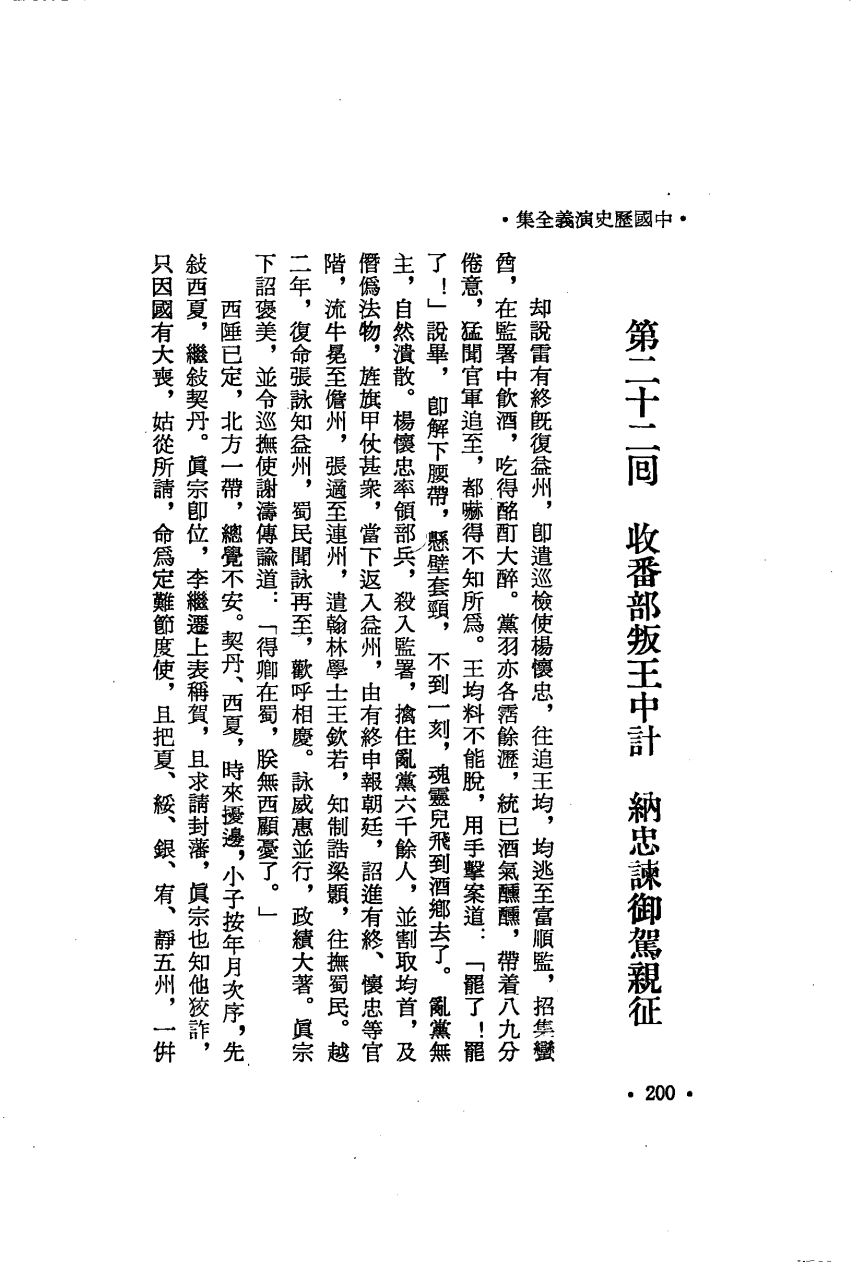 •中國歷史演義全集•
第二十二囘　收番部叛王中計　納忠諫御駕親征
却說雷有終旣復益州，卽遣巡檢使楊懷忠，往追王均，均逃至富順監，招集蠻
酋，在監署中飮酒，吃得酩酊大醉。黨羽亦各霑餘瀝，統已酒氣醺醺，帶着八九分
倦意，猛聞官軍追至，都嚇得不知所爲。王均料不能脫，用手擊案道：「罷了！罷
了！」說畢，卽解下腰帶，懸壁套頸，不到一刻，魂靈兒飛到酒鄉去了。亂黨無
主，自然潰散。楊懷忠率領部兵，殺入監署，擒住亂黨六千餘人，並割取均首，及
僭僞法物，旌旗甲仗甚衆，當下返入益州，由有終申報朝廷，詔進有終、懷忠等官
階，流牛冕至儋州，張適至連州，遣翰林學士王欽若，知制誥梁顥，往撫蜀民。越
二年，復命張詠知益州，蜀民聞詠再至，歡呼相慶。詠威惠並行，政績大著。眞宗
下詔褒美，並令巡撫使謝濤傳諭道：「得卿在蜀，朕無西顧憂了。」
西陲已定，北方一帶，總覺不安。契丹、西夏，時來擾邊，小子按年月次序，先
敍西夏，繼敍契丹。眞宗卽位，李繼遷上表稱賀，且求請封藩，眞宗也知他狡詐，
只因國有大喪，姑從所請，命爲定難節度使，且把夏、綏、銀、宥、靜五州，一倂
•200•